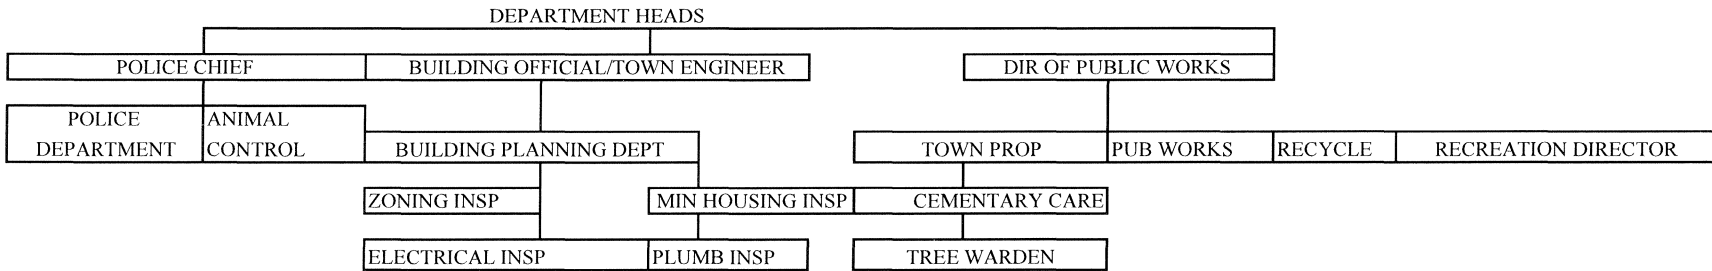 DEPARTMENT HEADS
POLICE CHIEF
BUILDING OFFICIAL/TOWN ENGINEER
DIR OF PUBLIC WORKS
POLICE
DEPARTMENT
ANIMAL
CONTROL
BUILDING PLANNING DEPT
TOWN PROP
PUB WORKS
RECYCLE
RECREATION DIRECTOR
ZONING INSP
MIN HOUSING INSP
CEMENTARY CARE
ELECTRICAL INSP
PLUMB INSP
TREE WARDEN